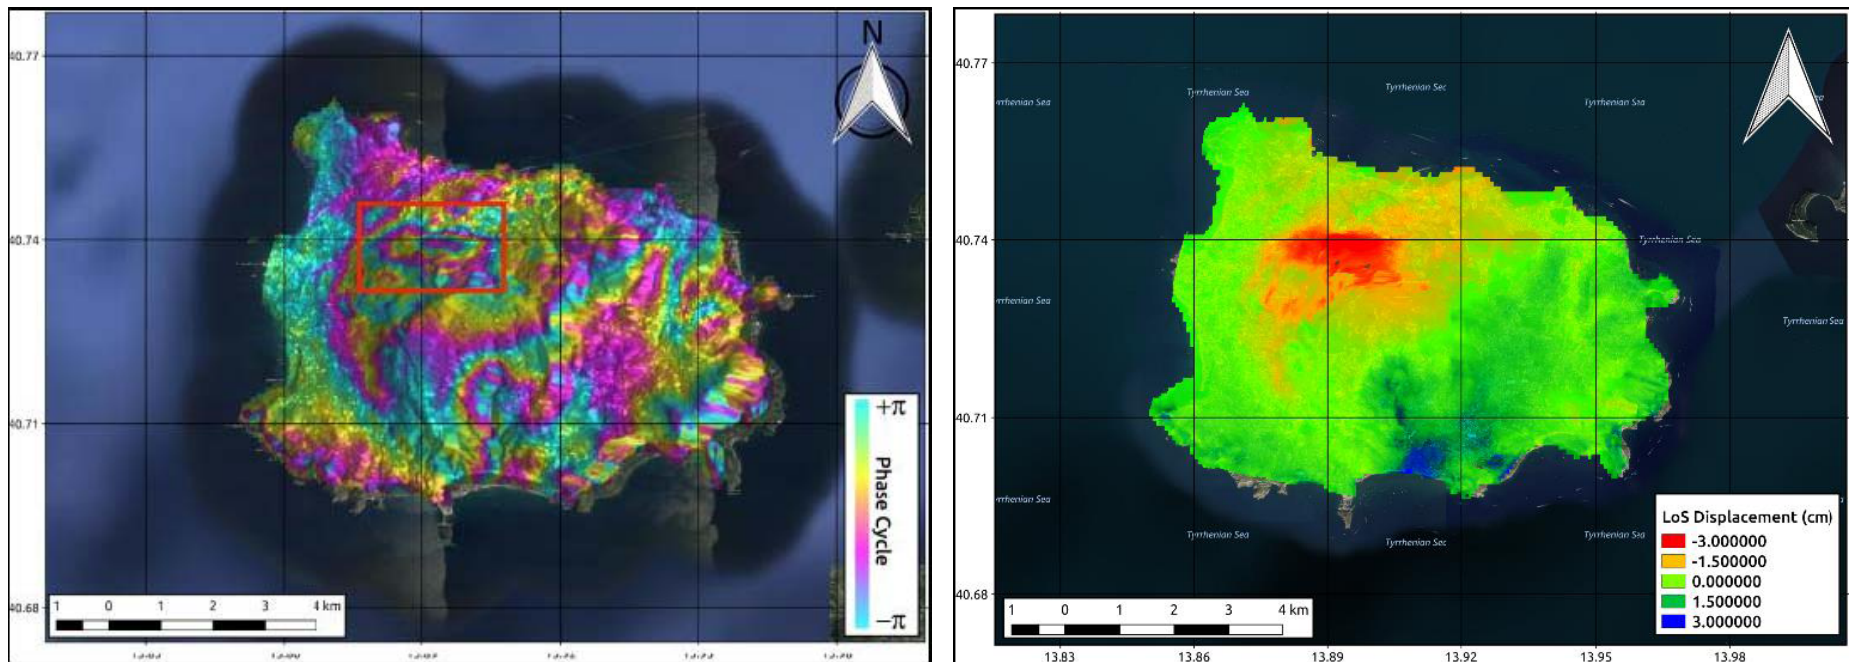 N
40.77
40.74
40.71
40.68
+π
Phase Cycle
−π
1 0 1 2 3 4 km
40.77
40.74
40.71
40.68
Tyrrhenian Sea
Tyrrhenian Sea
Tyrrhenian Sea
Tyrrhenian Sea
Tyrrhenian Sea
Tyrrhenian Sea
Tyrrhenian Sea
Tyrrhenian Sea
LoS Displacement (cm)
-3.000000
-1.500000
0.000000
1.500000
3.000000
1 0 1 2 3 4 km
13.83 13.86 13.89 13.92 13.95 13.98